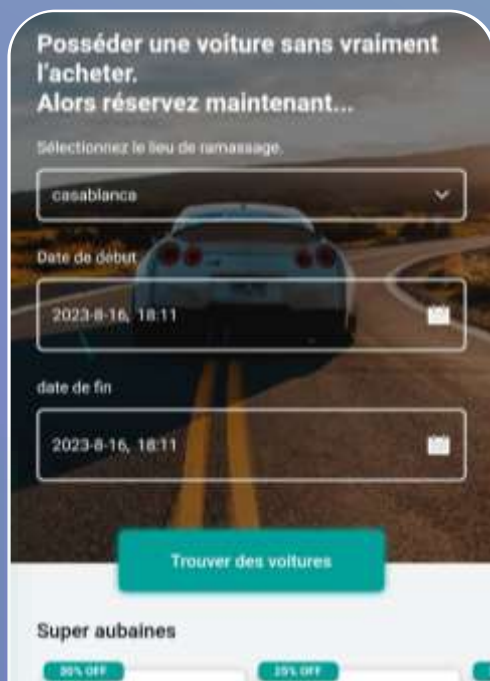 Posséder une voiture sans vraiment
l'acheter.
Alors réservez maintenant...
Sélectionnez le lieu de ramassage.
casablanca
Date de début
2023-8-16, 18:11
date de fin
2023-8-16, 18:11
Trouver des voitures
Super aubaines
30% OFF
25% OFF